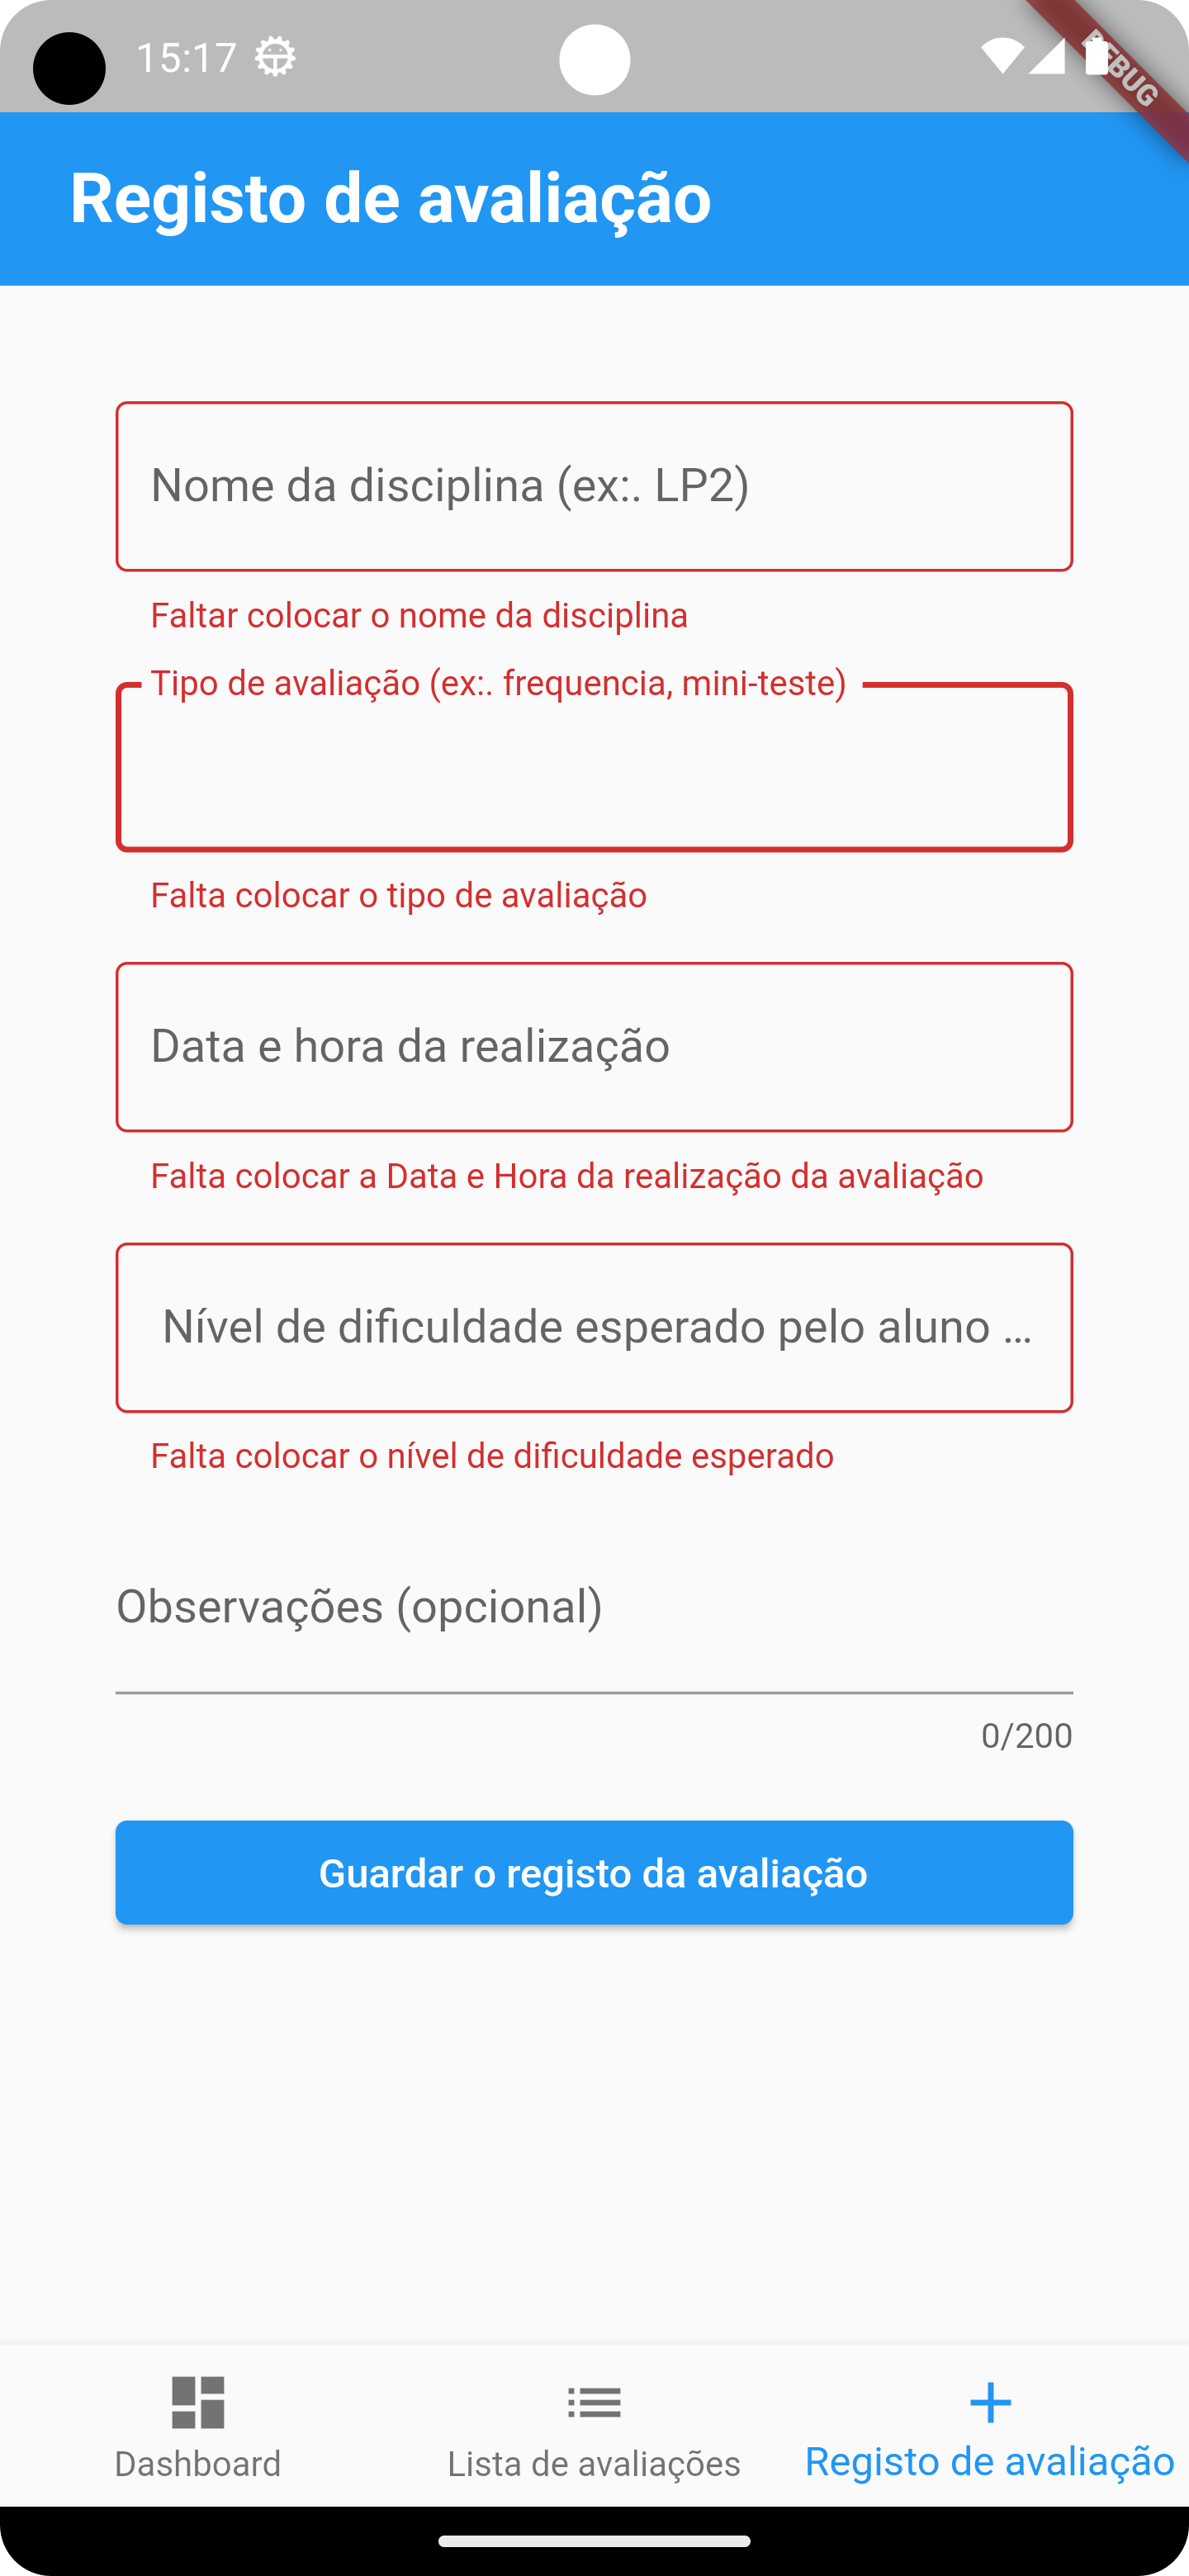 15:17
DEBUG
Registo de avaliação
Nome da disciplina (ex:. LP2)
Faltar colocar o nome da disciplina
Tipo de avaliação (ex:. frequencia, mini-teste)
Falta colocar o tipo de avaliação
Data e hora da realização
Falta colocar a Data e Hora da realização da avaliação
Nível de dificuldade esperado pelo aluno ...
Falta colocar o nível de dificuldade esperado
Observações (opcional)
0/200
Guardar o registo da avaliação
Dashboard
Lista de avaliações
Registo de avaliação